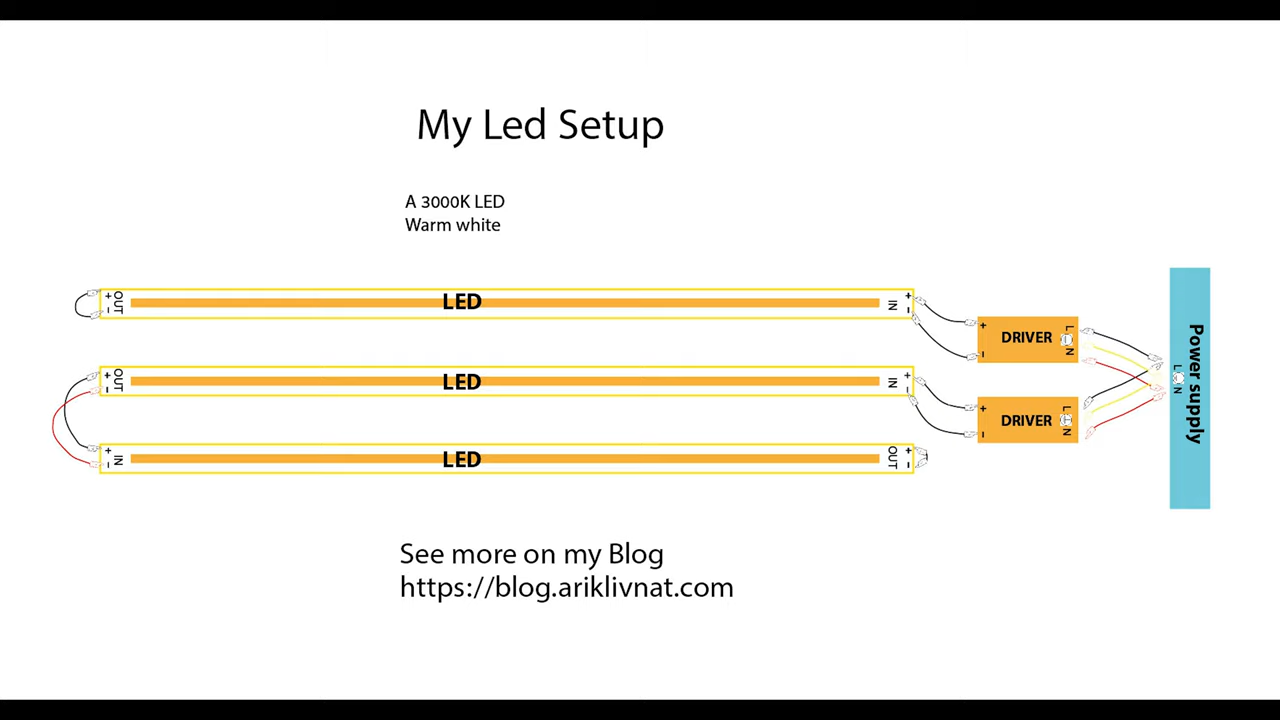 My Led Setup
A 3000K LED
Warm white
+
-
OUT
LED
IN
+
-
+
-
DRIVER
L
N
+
-
OUT
LED
IN
+
-
+
-
DRIVER
L
N
+
-
IN
LED
OUT
+
-
L
N
Power supply
See more on my Blog
https://blog.ariklivnat.com